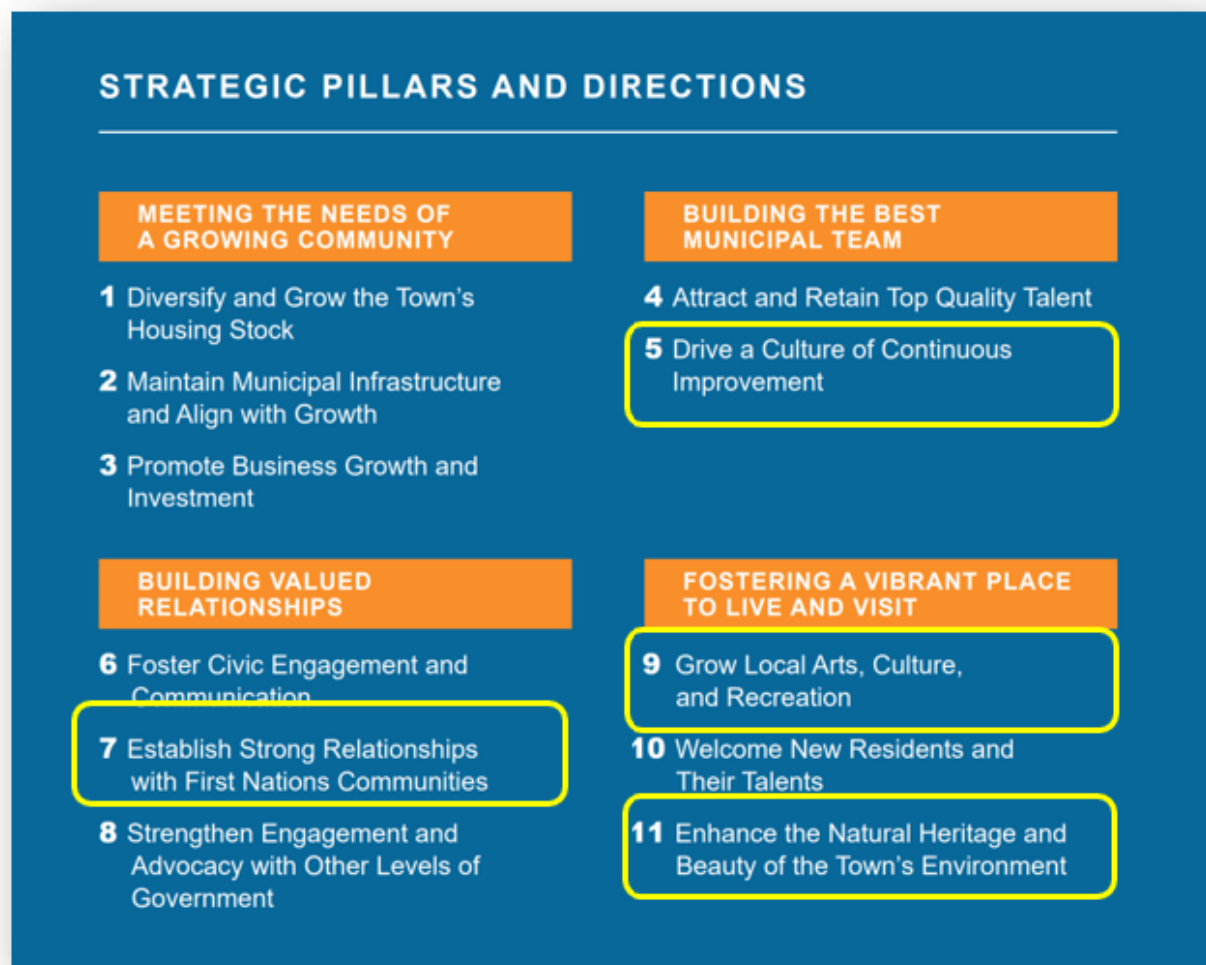 STRATEGIC PILLARS AND DIRECTIONS
MEETING THE NEEDS OF
A GROWING COMMUNITY
1 Diversify and Grow the Town's
Housing Stock
2 Maintain Municipal Infrastructure
and Align with Growth
3 Promote Business Growth and
Investment
BUILDING THE BEST
MUNICIPAL TEAM
4 Attract and Retain Top Quality Talent
5 Drive a Culture of Continuous
Improvement
BUILDING VALUED
RELATIONSHIPS
6 Foster Civic Engagement and
Communication
7 Establish Strong Relationships
with First Nations Communities
8 Strengthen Engagement and
Advocacy with Other Levels of
Government
FOSTERING A VIBRANT PLACE
TO LIVE AND VISIT
9 Grow Local Arts, Culture,
and Recreation
10 Welcome New Residents and
Their Talents
11 Enhance the Natural Heritage and
Beauty of the Town's Environment